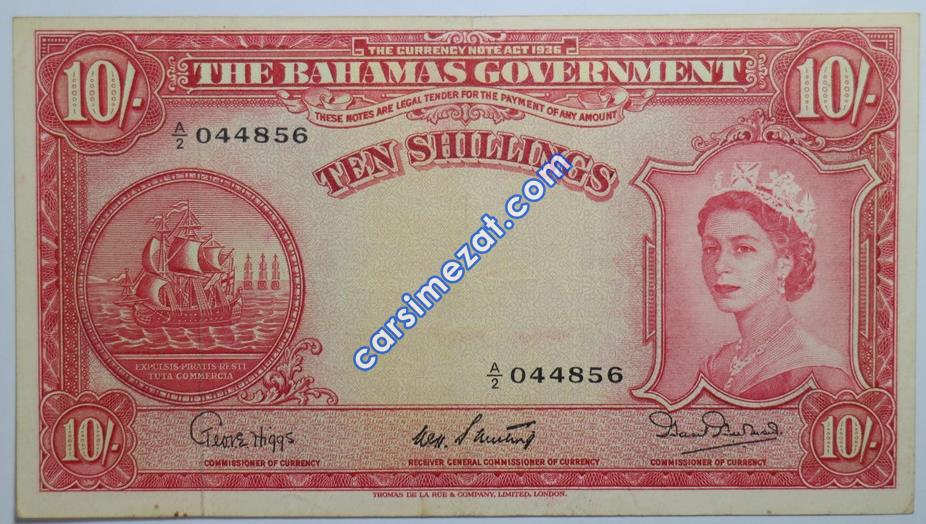 THE CURRENCY NOTE ACT 1936
10/-
THE BAHAMAS GOVERNMENT
10/-
THESE NOTES ARE LEGAL TENDER FOR THE PAYMENT OF ANY AMOUNT
A/2 044856
TEN SHILLINGS
carsimezat.com
EXPULSIS PIRATIS RESTI
TUTA COMMERCIA
A/2 044856
10/-
10/-
COMMISSIONER OF CURRENCY
RECEIVER GENERAL COMMISSIONER OF CURRENCY
COMMISSIONER OF CURRENCY
THOMAS DE LA RUE & COMPANY, LIMITED, LONDON.